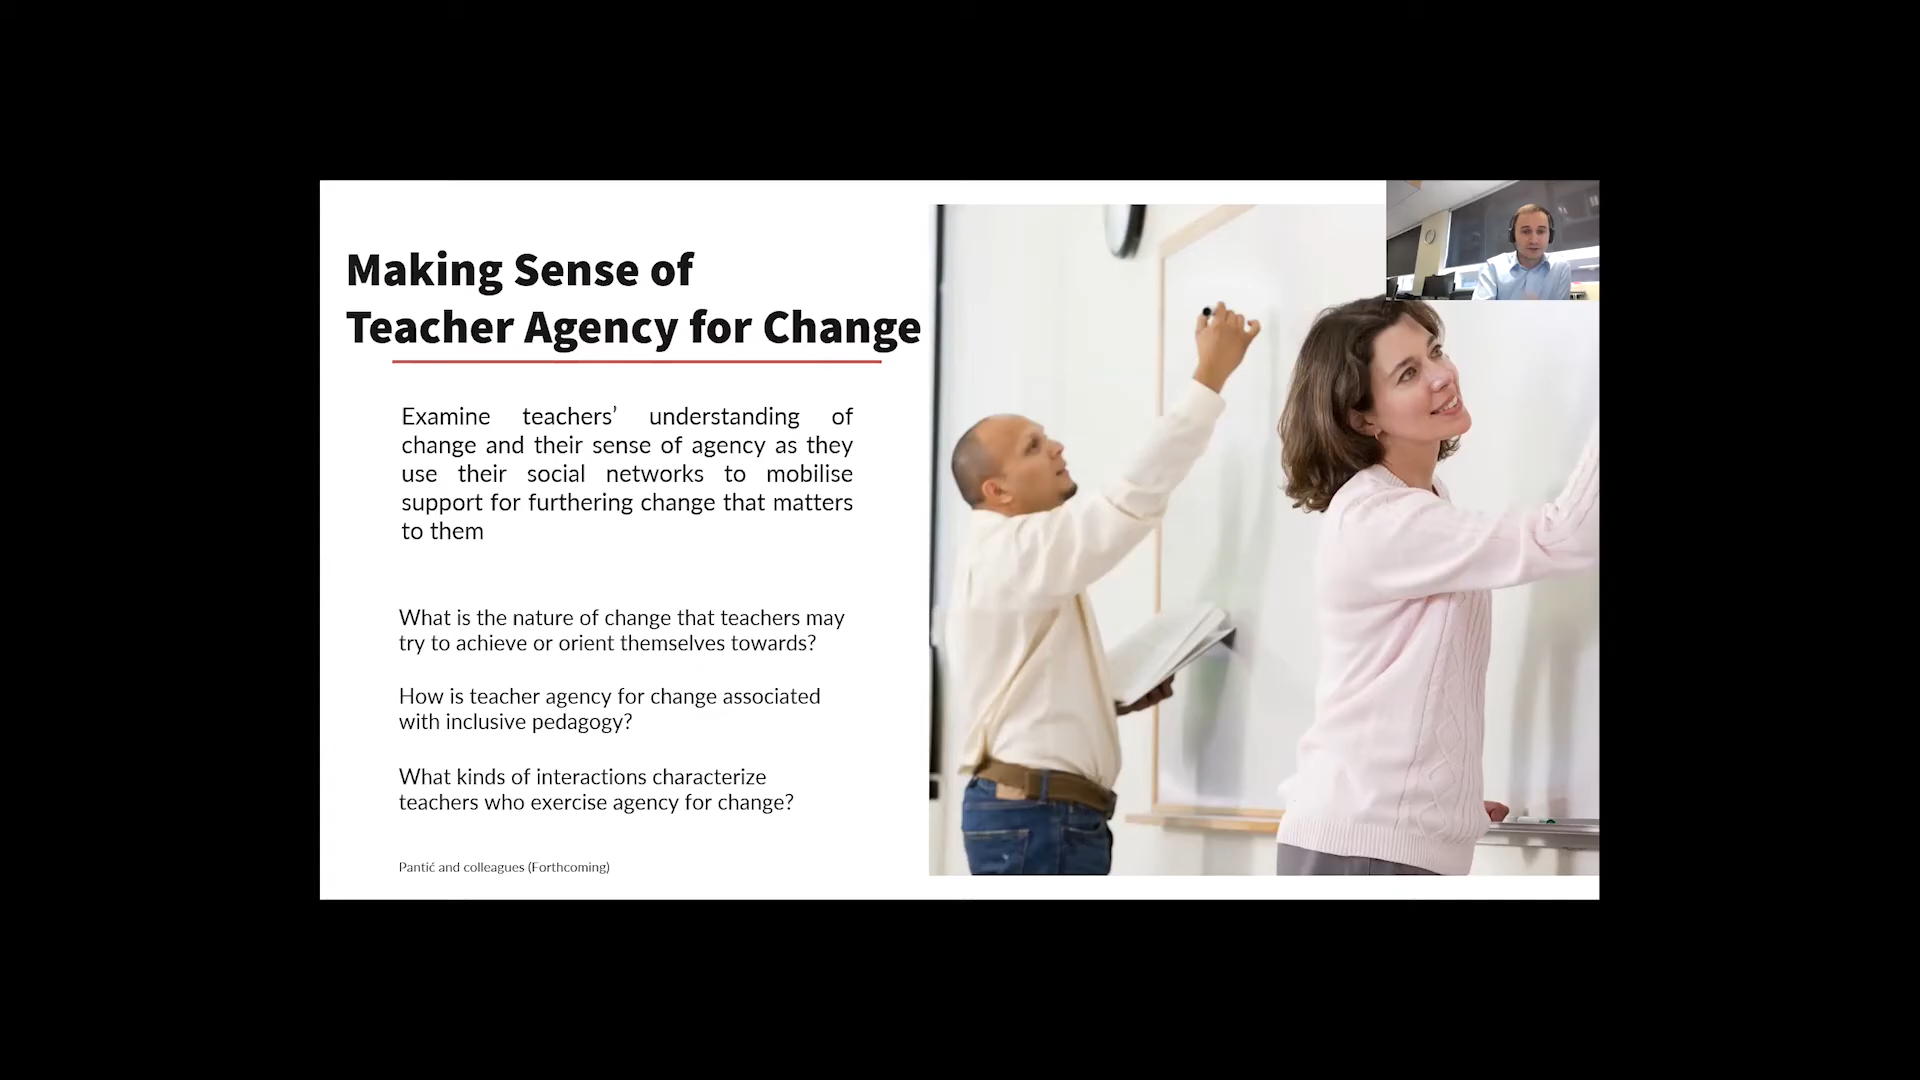 Making Sense of
Teacher Agency for Change
Examine teachers’ understanding of
change and their sense of agency as they
use their social networks to mobilise
support for furthering change that matters
to them
What is the nature of change that teachers may
try to achieve or orient themselves towards?
How is teacher agency for change associated
with inclusive pedagogy?
What kinds of interactions characterize
teachers who exercise agency for change?
Pantić and colleagues (Forthcoming)